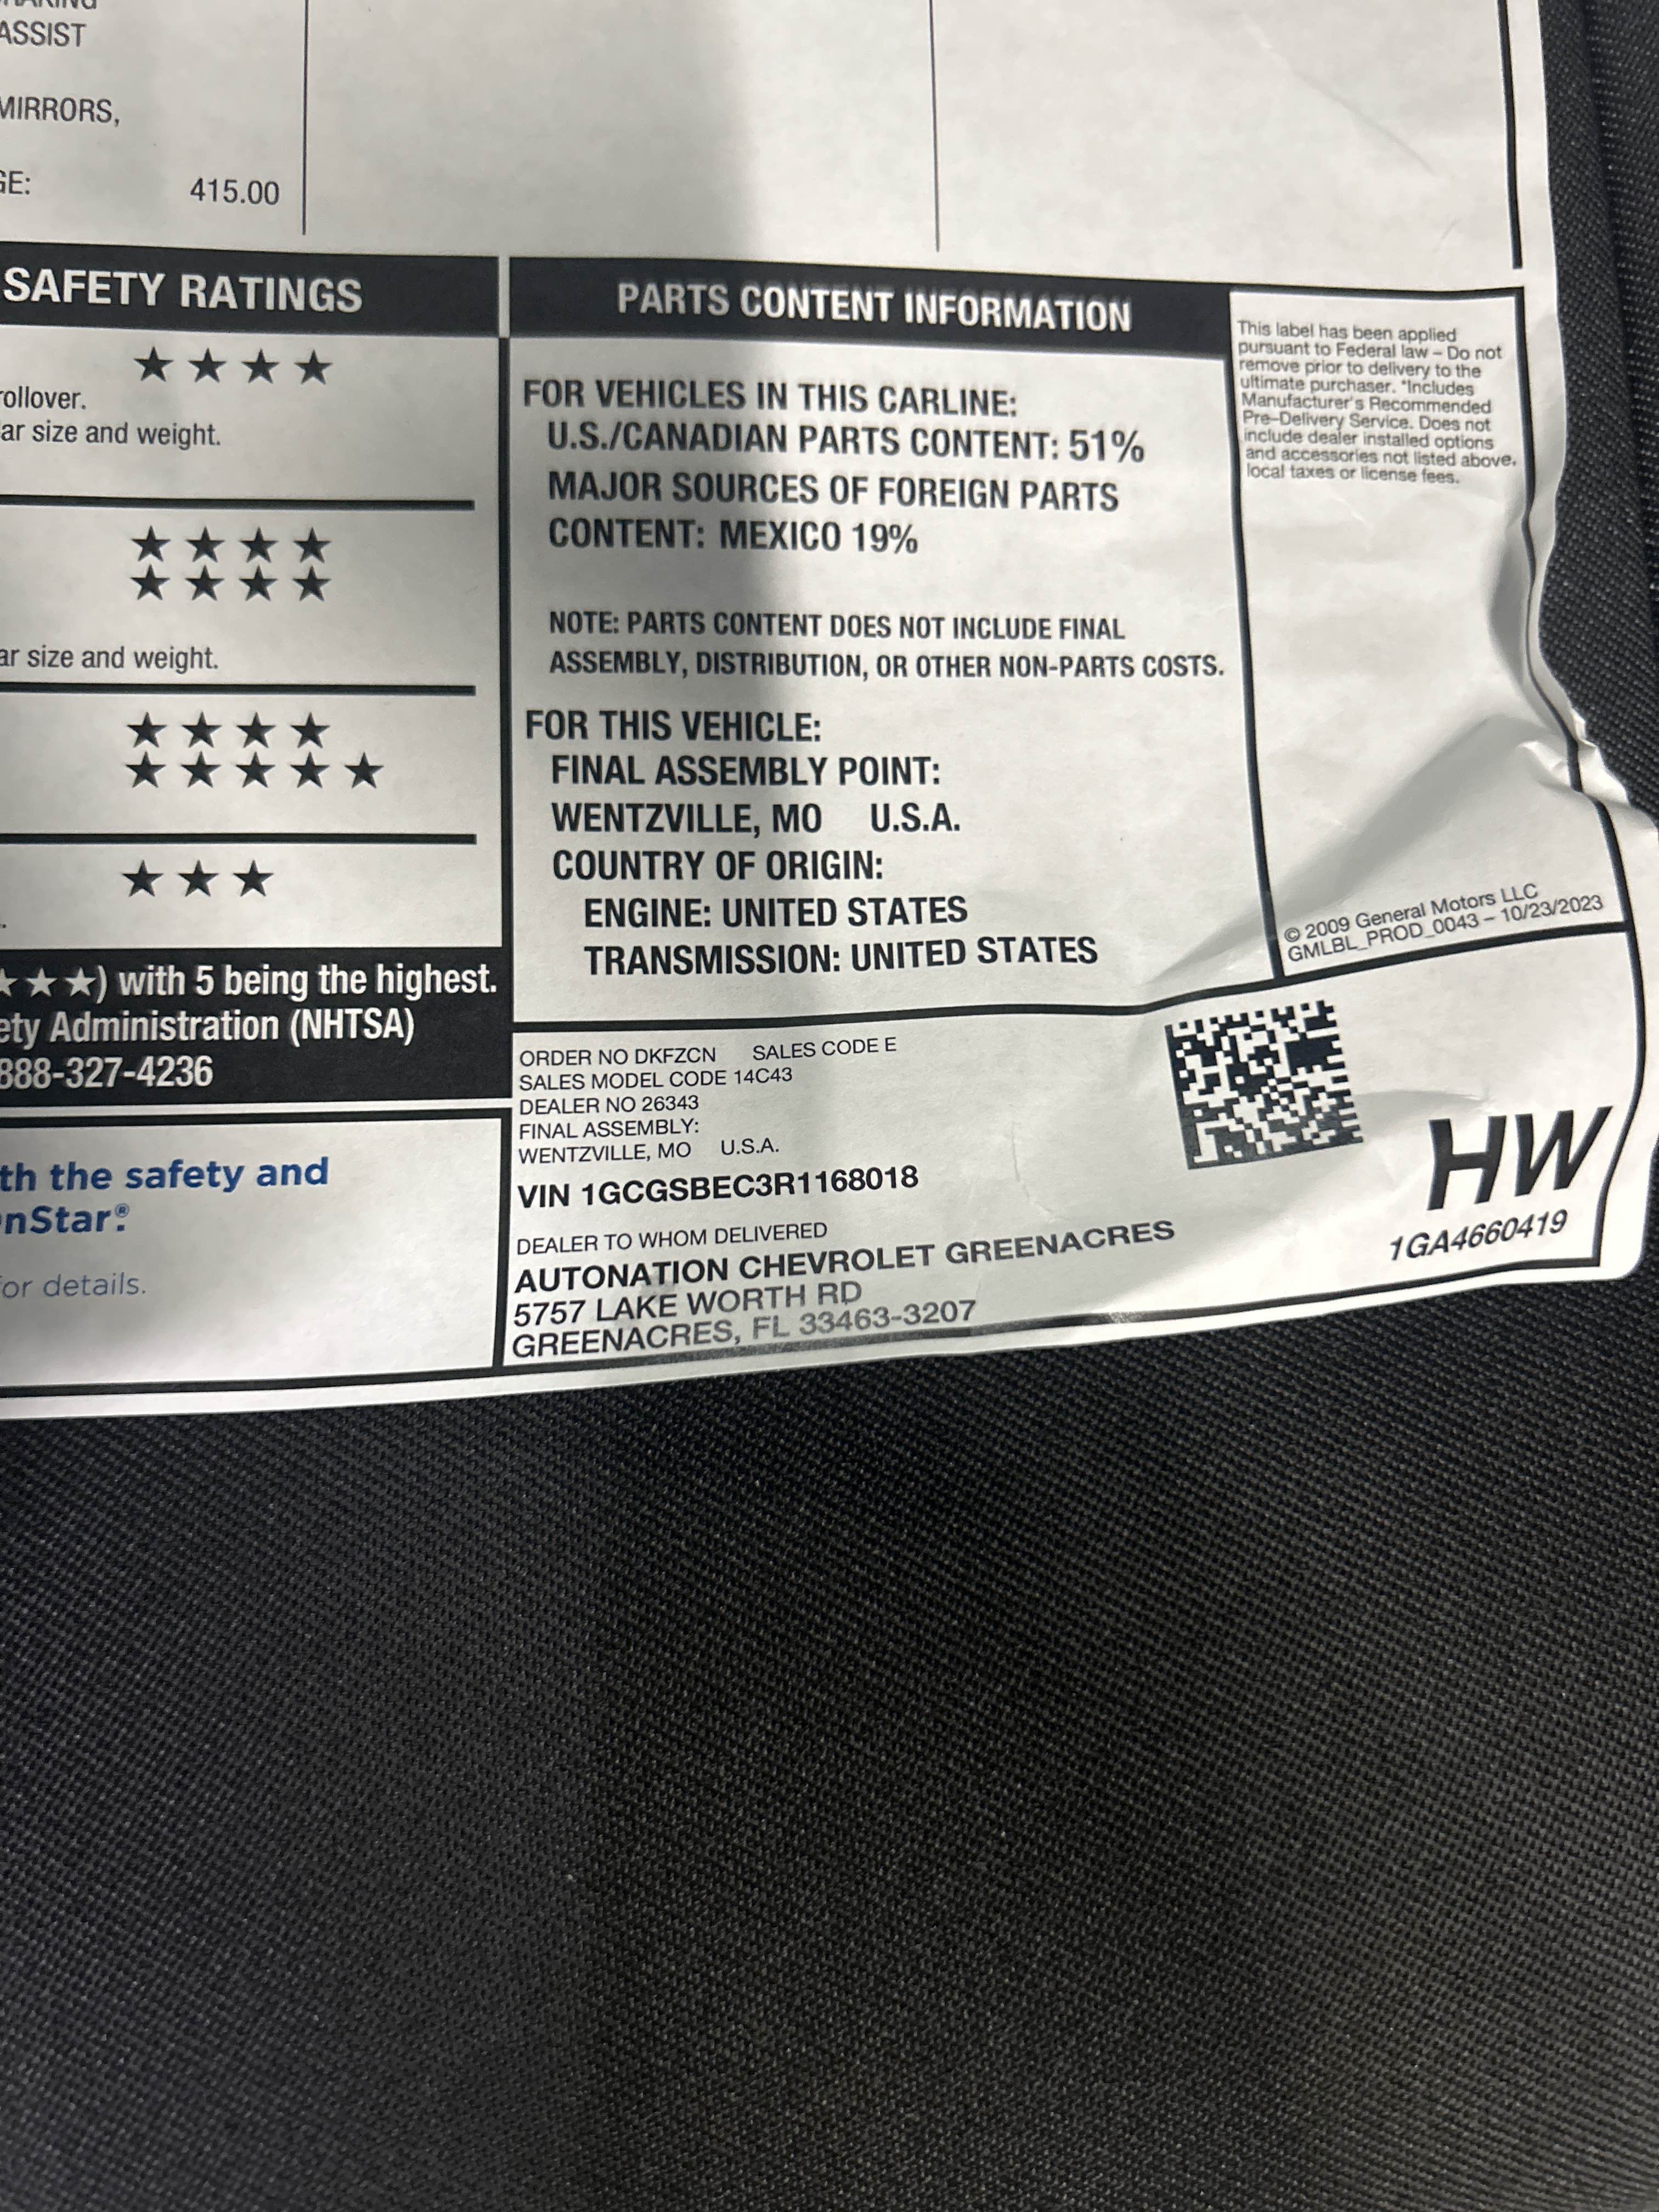 ASSIST
MIRRORS,
GE: 415.00
SAFETY RATINGS
★★★★
rollover.
ar size and weight.
★★★★
★★★★
ar size and weight.
★★★★
★★★★★
★★★
★★★) with 5 being the highest.
ety Administration (NHTSA)
888-327-4236
th the safety and
nStar®.
or details.
PARTS CONTENT INFORMATION
FOR VEHICLES IN THIS CARLINE:
U.S./CANADIAN PARTS CONTENT: 51%
MAJOR SOURCES OF FOREIGN PARTS
CONTENT: MEXICO 19%
NOTE: PARTS CONTENT DOES NOT INCLUDE FINAL
ASSEMBLY, DISTRIBUTION, OR OTHER NON-PARTS COSTS.
FOR THIS VEHICLE:
FINAL ASSEMBLY POINT:
WENTZVILLE, MO U.S.A.
COUNTRY OF ORIGIN:
ENGINE: UNITED STATES
TRANSMISSION: UNITED STATES
This label has been applied
pursuant to Federal law – Do not
remove prior to delivery to the
ultimate purchaser. *Includes
Manufacturer's Recommended
Pre-Delivery Service. Does not
include dealer installed options
and accessories not listed above,
local taxes or license fees.
© 2009 General Motors LLC
GMLBL_PROD_0043 – 10/23/2023
ORDER NO DKFZCN SALES CODE E
SALES MODEL CODE 14C43
DEALER NO 26343
FINAL ASSEMBLY:
WENTZVILLE, MO U.S.A.
VIN 1GCGSBEC3R1168018
DEALER TO WHOM DELIVERED
AUTONATION CHEVROLET GREENACRES
5757 LAKE WORTH RD
GREENACRES, FL 33463-3207
HW
1GA4660419